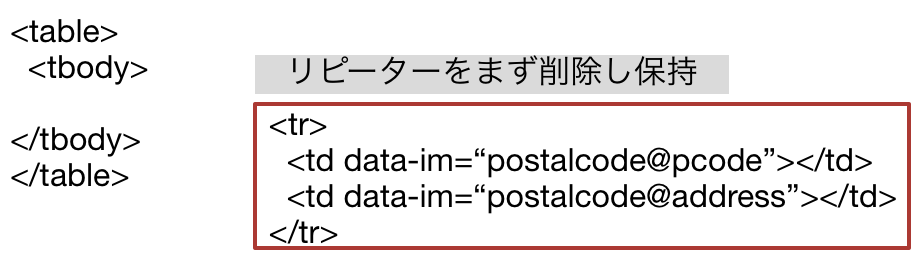 <table>
<tbody>
リピーターをまず削除し保持
</tbody>
</table>
<tr>
<td data-im=“postalcode@pcode”></td>
<td data-im=“postalcode@address”></td>
</tr>